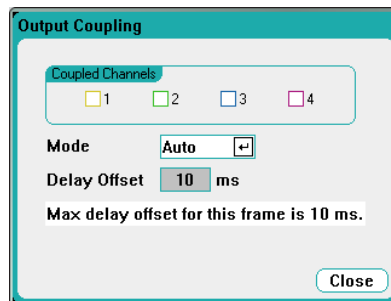 Output Coupling
Coupled Channels
1 2 3 4
Mode Auto
Delay Offset 10 ms
Max delay offset for this frame is 10 ms.
Close